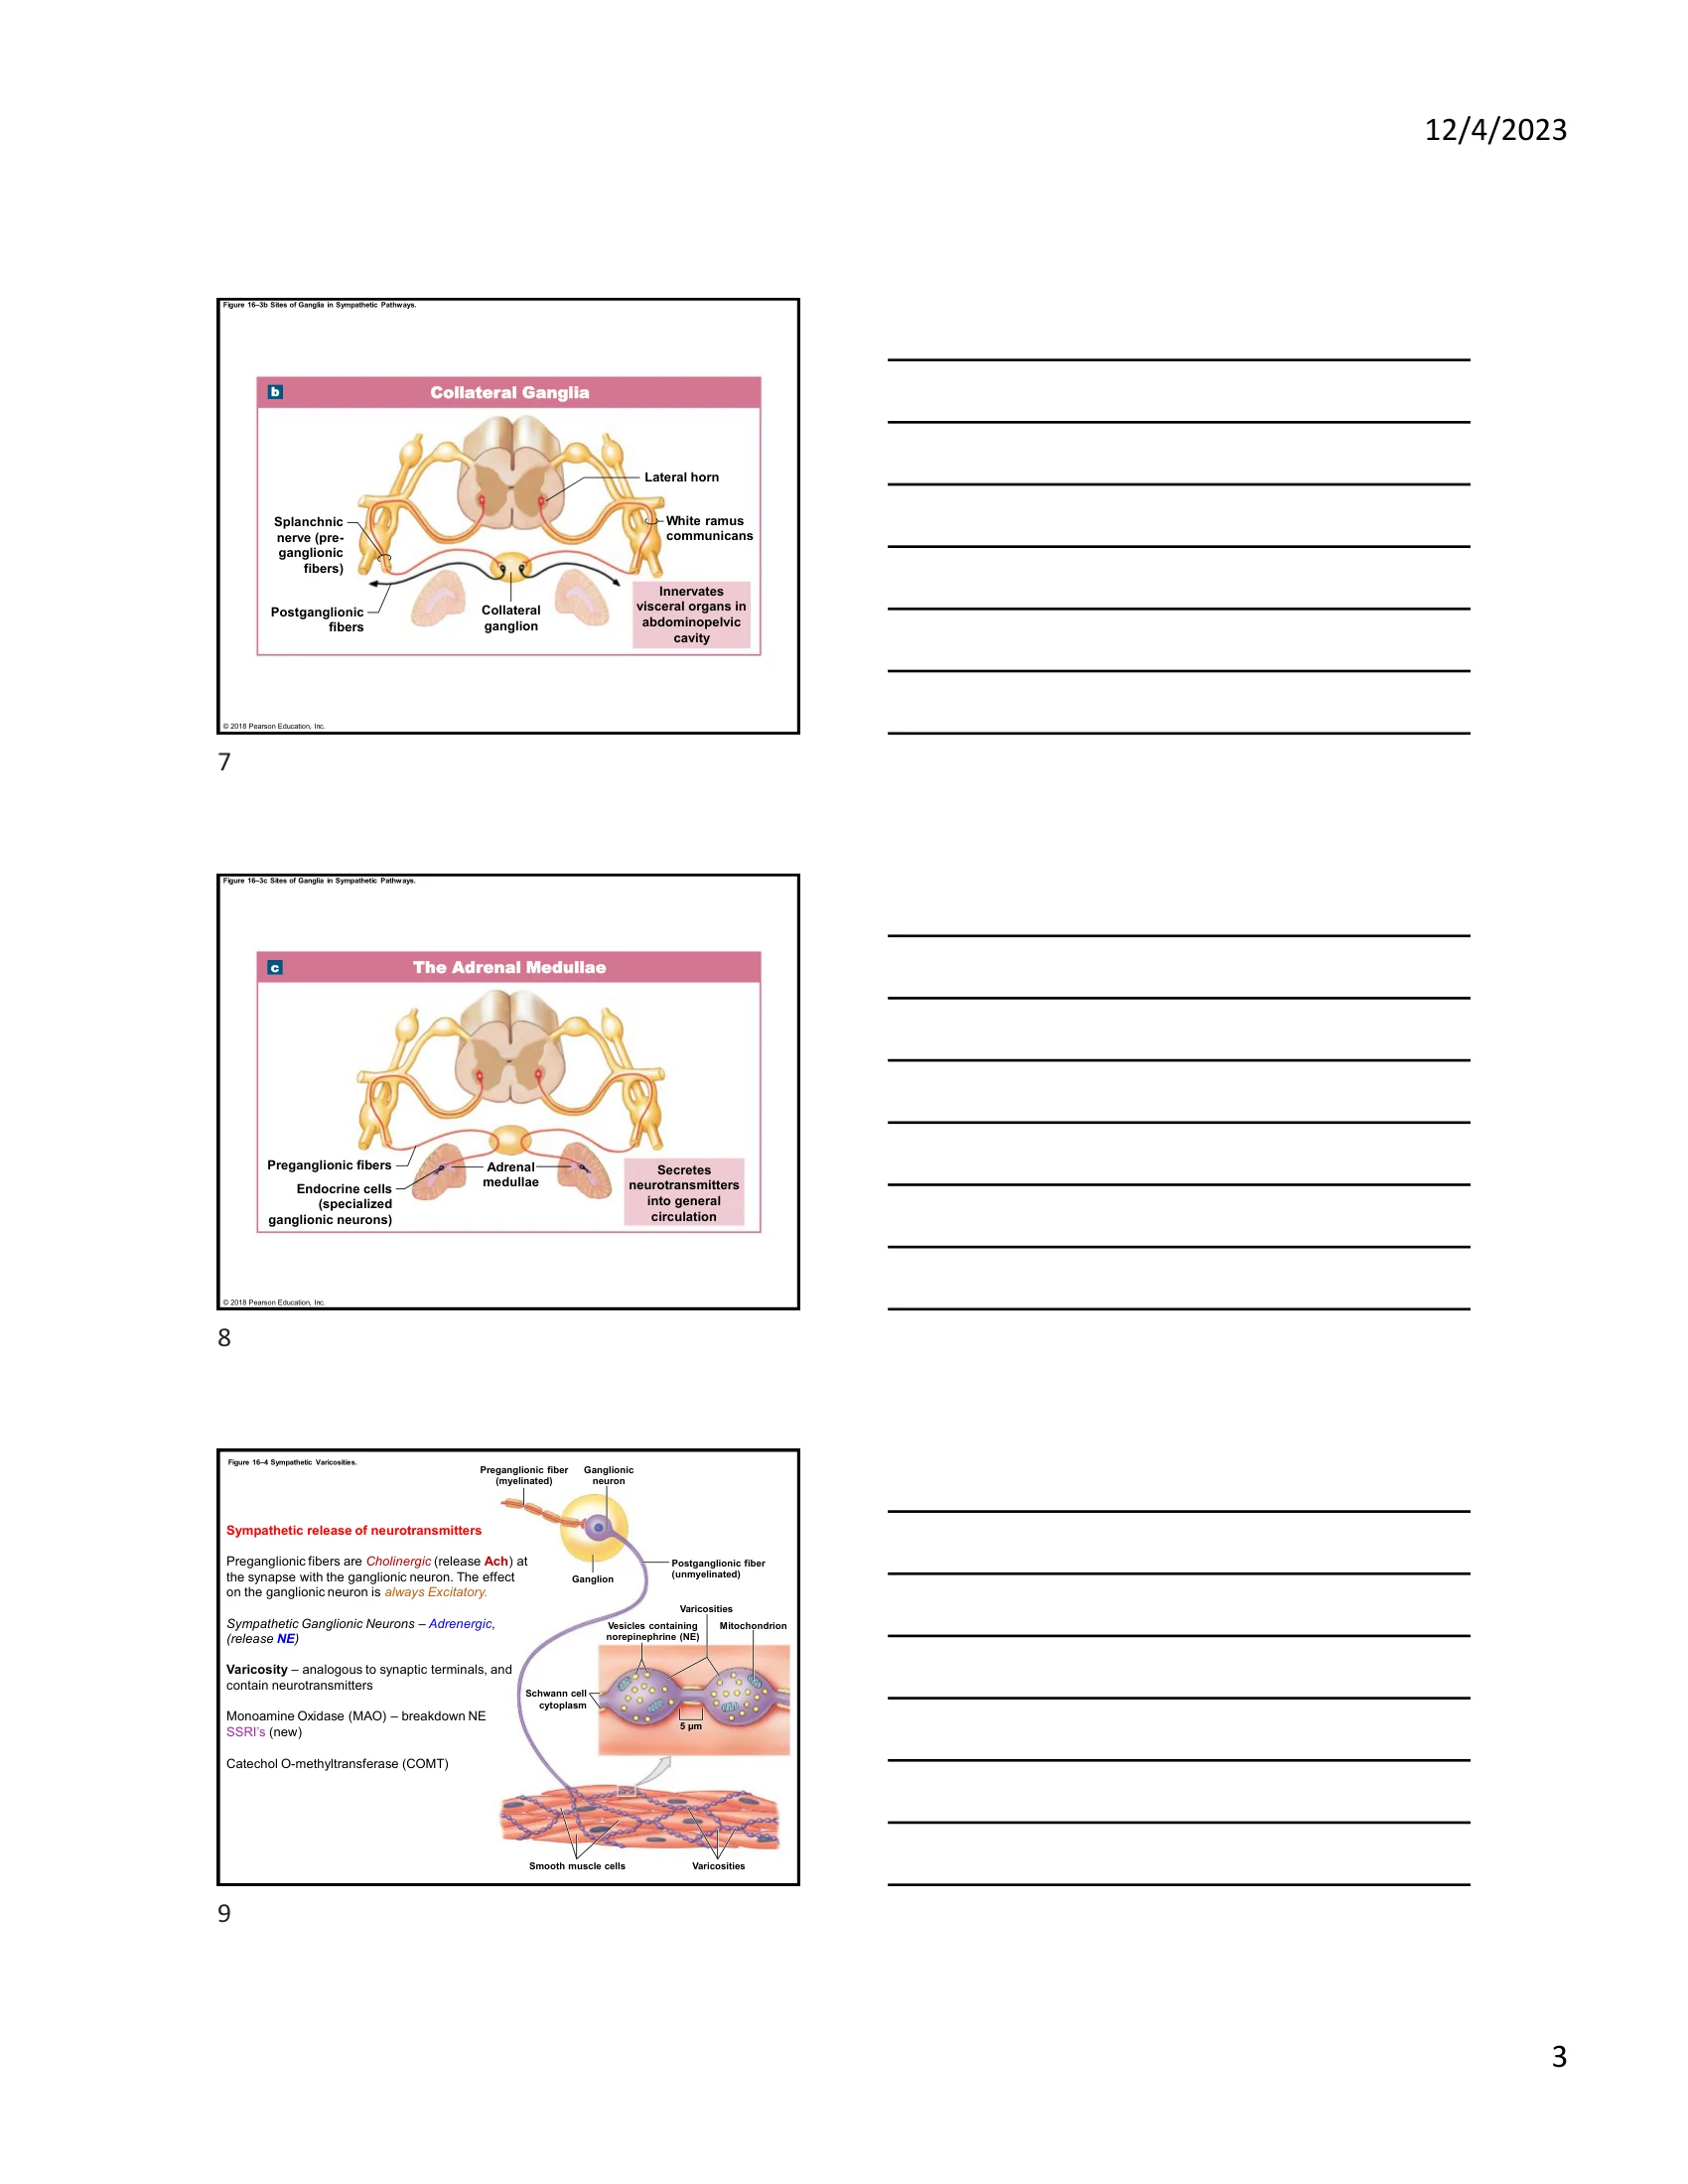 12/4/2023
Figure 16–3b Sites of Ganglia in Sympathetic Pathways.
b
Collateral Ganglia
Lateral horn
Splanchnic
nerve (pre-
ganglionic
fibers)
White ramus
communicans
Postganglionic
fibers
Collateral
ganglion
Innervates
visceral organs in
abdominopelvic
cavity
© 2018 Pearson Education, Inc.
7
Figure 16–3c Sites of Ganglia in Sympathetic Pathways.
c
The Adrenal Medullae
Preganglionic fibers
Endocrine cells
(specialized
ganglionic neurons)
Adrenal
medullae
Secretes
neurotransmitters
into general
circulation
© 2018 Pearson Education, Inc.
8
Figure 16–4 Sympathetic Varicosities.
Preganglionic fiber
(myelinated)
Ganglionic
neuron
Sympathetic release of neurotransmitters
Preganglionic fibers are Cholinergic (release Ach) at
the synapse with the ganglionic neuron. The effect
on the ganglionic neuron is always Excitatory.
Sympathetic Ganglionic Neurons – Adrenergic,
(release NE)
Varicosity – analogous to synaptic terminals, and
contain neurotransmitters
Monoamine Oxidase (MAO) – breakdown NE
SSRI's (new)
Catechol O-methyltransferase (COMT)
Ganglion
Postganglionic fiber
(unmyelinated)
Varicosities
Vesicles containing
norepinephrine (NE)
Mitochondrion
Schwann cell
cytoplasm
5 µm
Smooth muscle cells
Varicosities
9
3